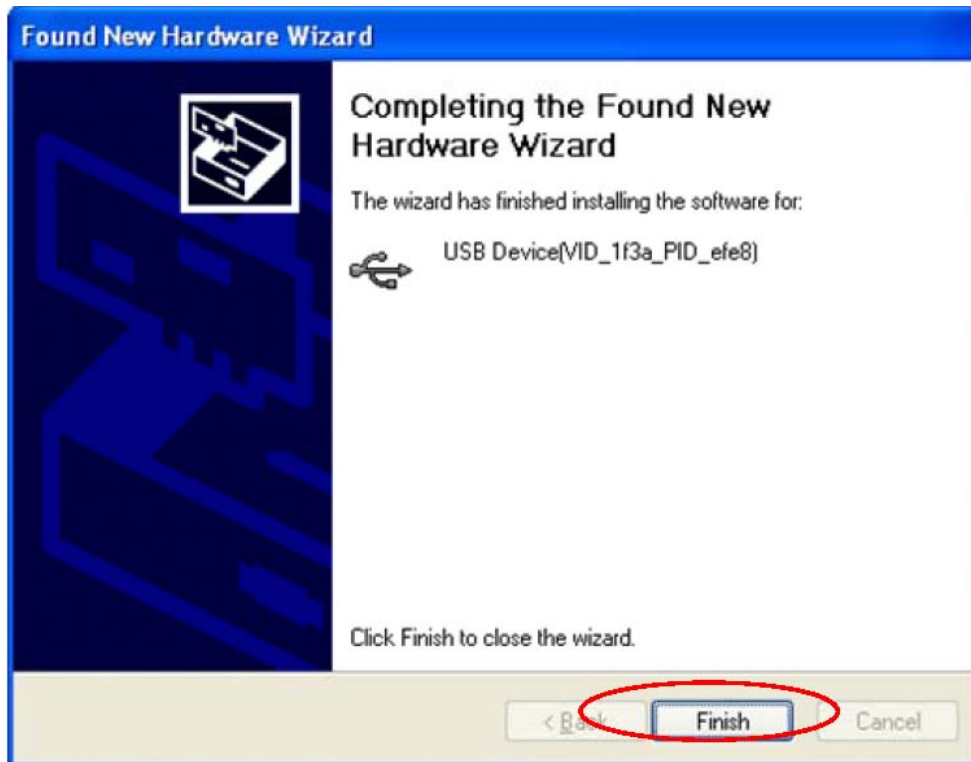 Found New Hardware Wizard
Completing the Found New
Hardware Wizard
The wizard has finished installing the software for:
USB Device(VID_1f3a_PID_efe8)
Click Finish to close the wizard.
< Back Finish Cancel